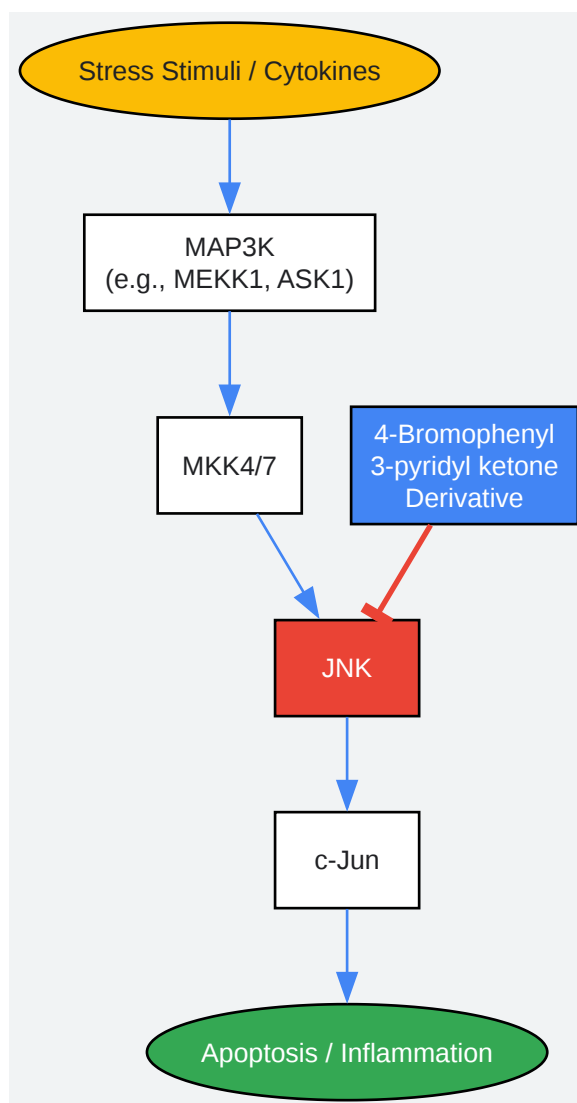 Stress Stimuli / Cytokines
MAP3K
(e.g., MEKK1, ASK1)
MKK4/7
4-Bromophenyl
3-pyridyl ketone
Derivative
JNK
c-Jun
Apoptosis / Inflammation